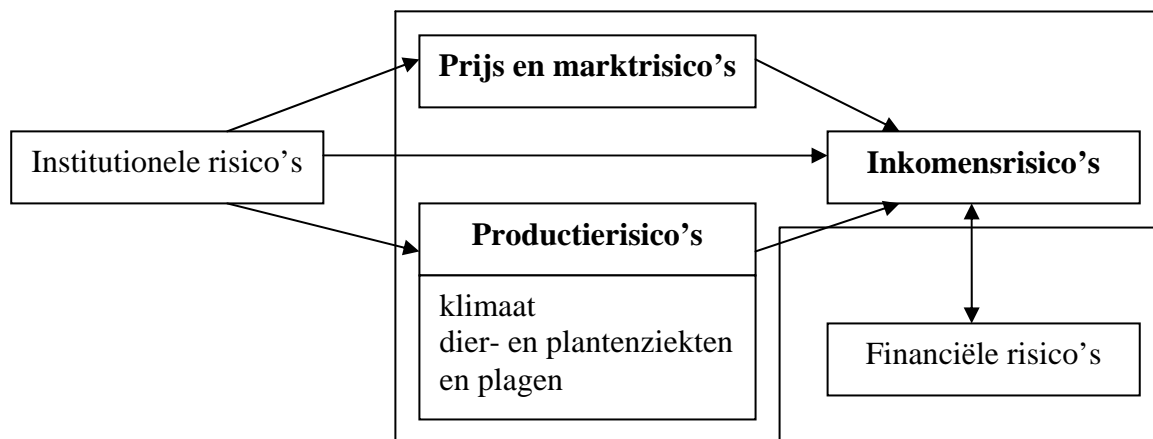 Prijs en marktrisico’s
Institutionele risico’s
Inkomensrisico’s
Productierisico’s
klimaat
dier- en plantenziekten
en plagen
Financiële risico’s